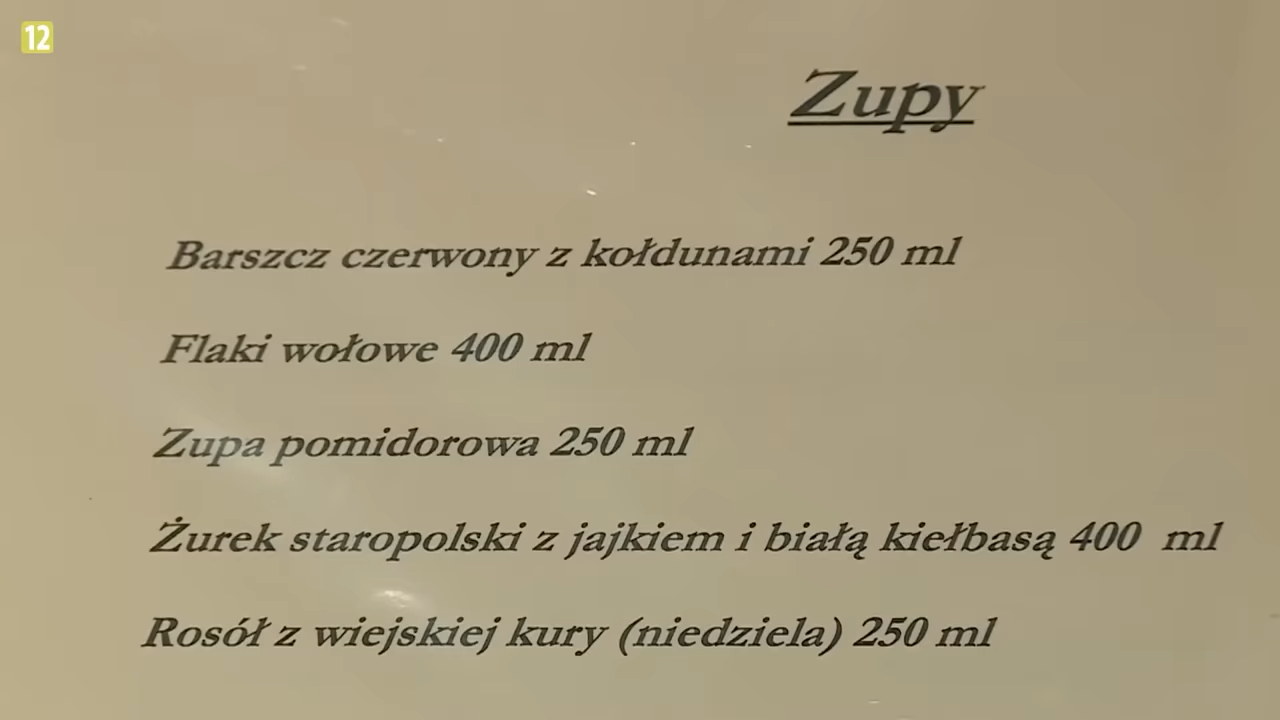 12
Zupy
Barszcz czerwony z kołdunami 250 ml
Flaki wołowe 400 ml
Zupa pomidorowa 250 ml
Żurek staropolski z jajkiem i białą kiełbasą 400 ml
Rosół z wiejskiej kury (niedziela) 250 ml